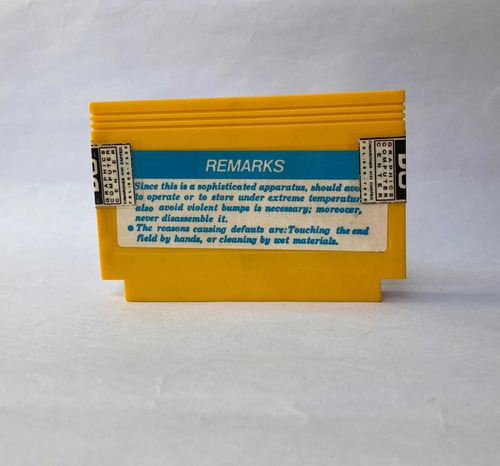 REMARKS
Since this is a sophisticated apparatus, should
to operate or to store under extreme
also avoid violent bumps is necessary; moreover,
never disassemble it.
● The reasons causing defauts are: Touching the end
field by hands, or cleaning by wet materials.
COMPUTER
COMPUTER